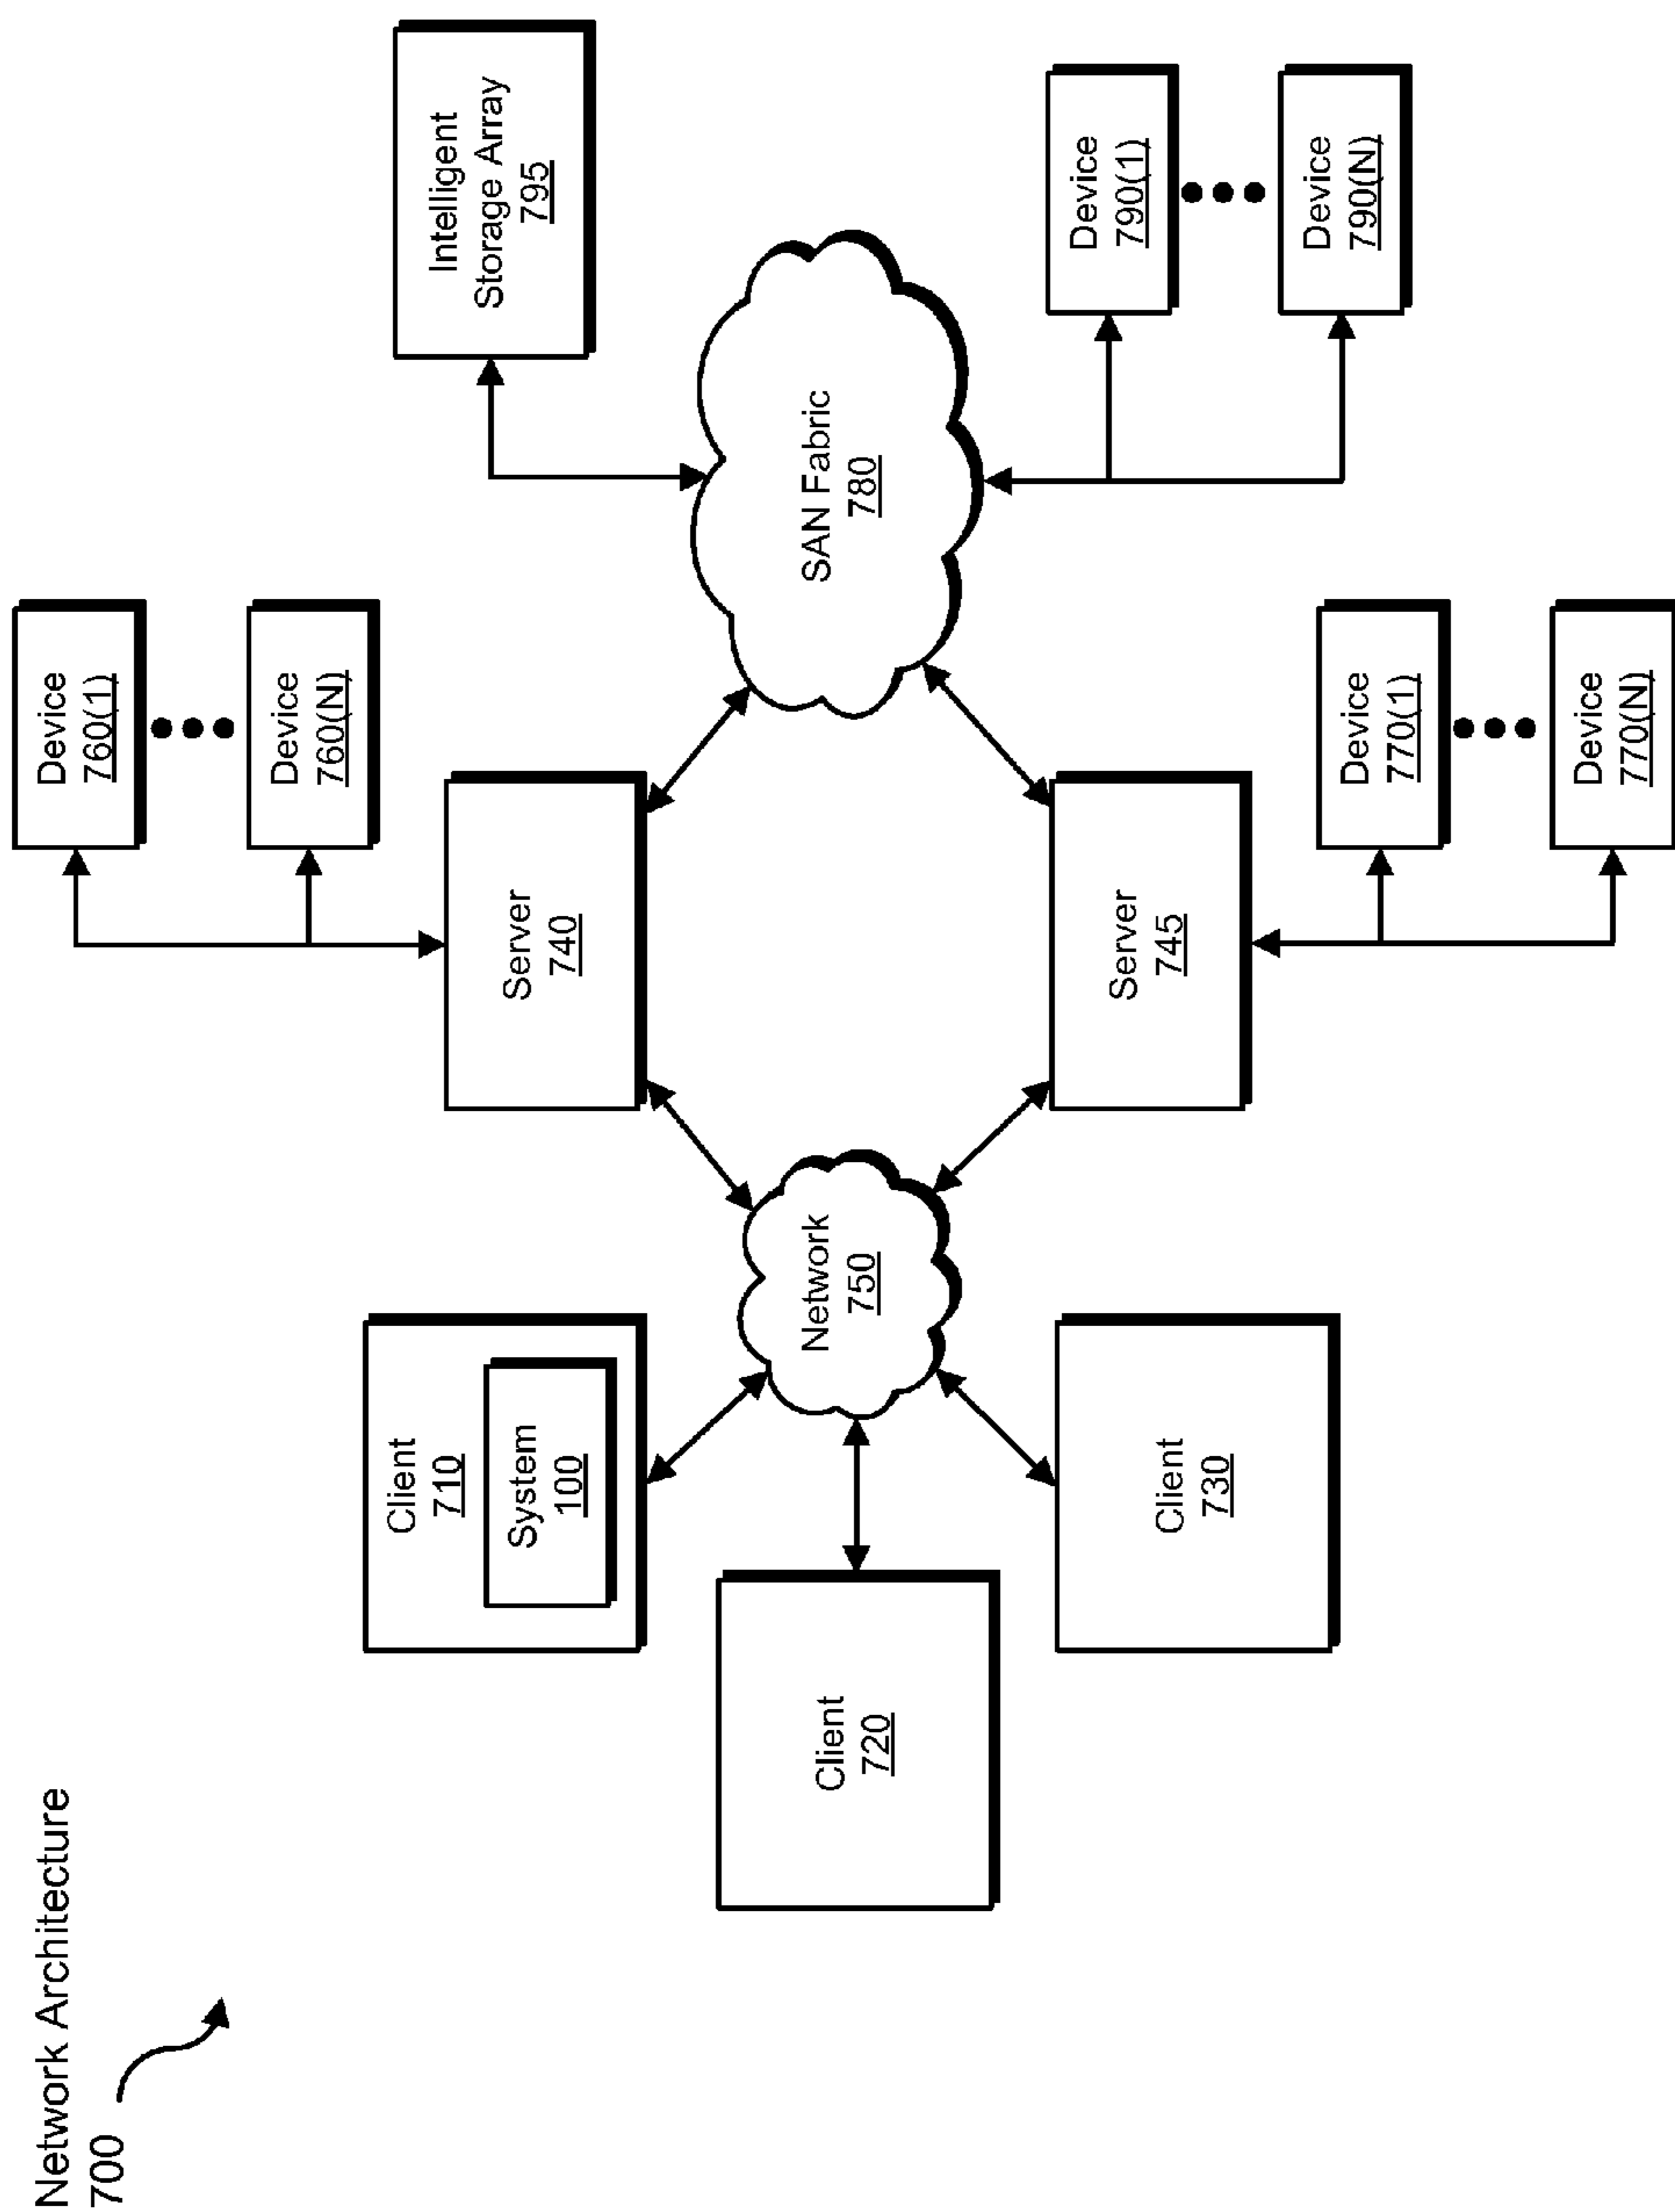 Network Architecture
700
Client
710
System
100
Client
720
Client
730
Network
750
Server
740
Server
745
Device
760(1)
Device
760(N)
Device
770(1)
Device
770(N)
SAN Fabric
780
Intelligent
Storage Array
795
Device
790(1)
Device
790(N)